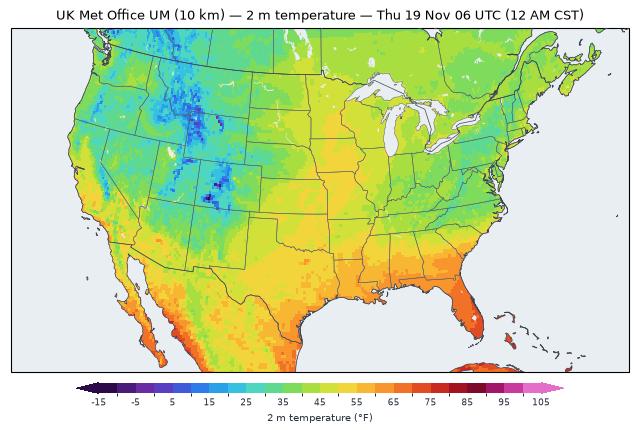 UK Met Office UM (10 km) — 2 m temperature — Thu 19 Nov 06 UTC (12 AM CST)
-15 -5 5 15 25 35 45 55 65 75 85 95 105
2 m temperature (°F)